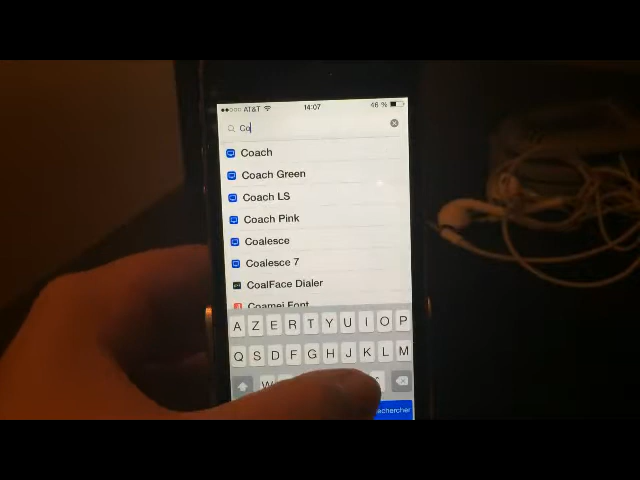 AT&T 14:07 46 %
Co
Coach
Coach Green
Coach LS
Coach Pink
Coalesce
Coalesce 7
CoalFace Dialer
Coamei Font
A Z E R T Y U I O P
Q S D F G H J K L M
W